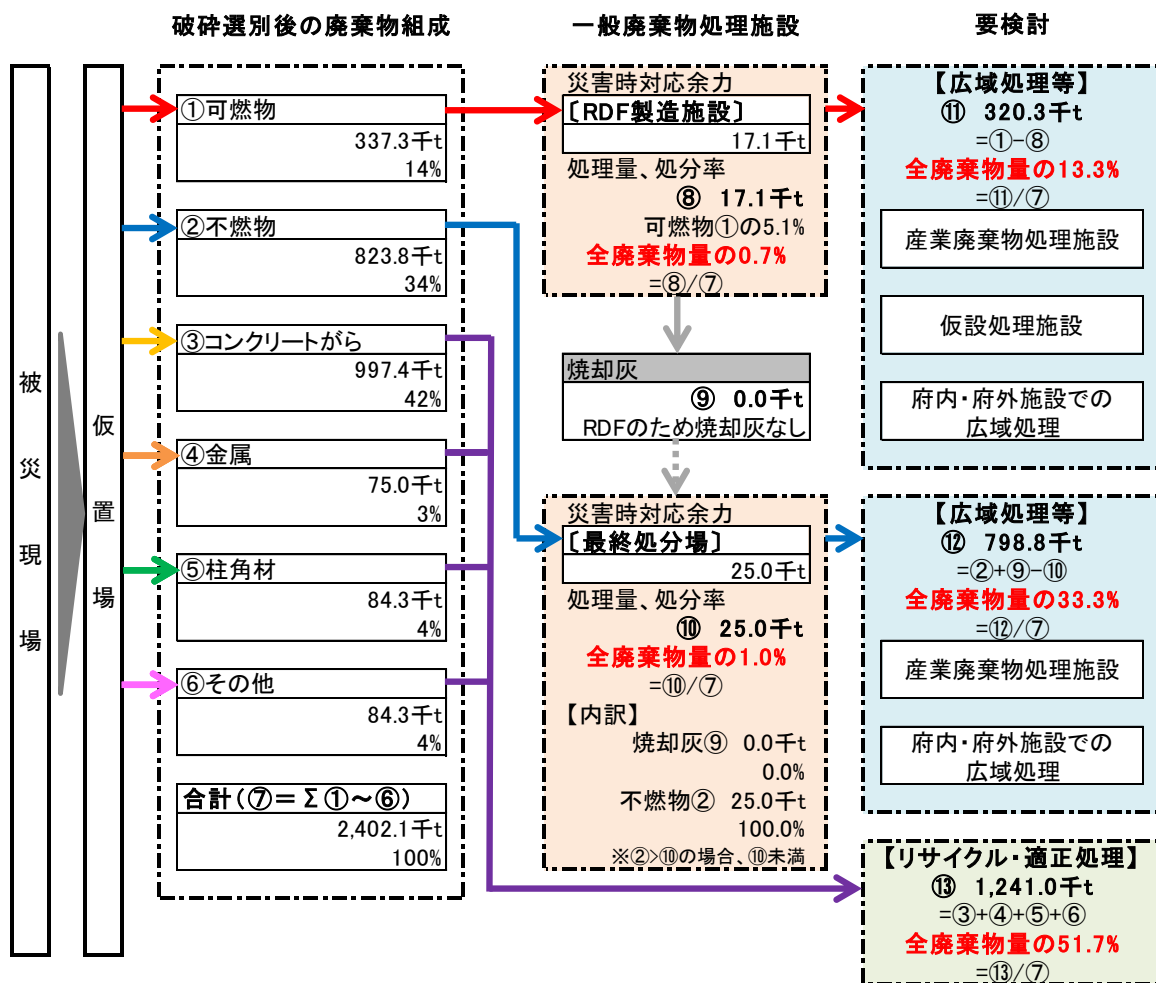 破砕選別後の廃棄物組成
一般廃棄物処理施設
要検討
被災現場
仮置場
①可燃物
337.3千t
14%
②不燃物
823.8千t
34%
③コンクリートがら
997.4千t
42%
④金属
75.0千t
3%
⑤柱角材
84.3千t
4%
⑥その他
84.3千t
4%
合計(⑦=Σ①~⑥)
2,402.1千t
100%
災害時対応余力
〔RDF製造施設〕
17.1千t
処理量、処分率
⑧ 17.1千t
可燃物①の5.1%
全廃棄物量の0.7%
=⑧/⑦
焼却灰
⑨ 0.0千t
RDFのため焼却灰なし
災害時対応余力
〔最終処分場〕
25.0千t
処理量、処分率
⑩ 25.0千t
全廃棄物量の1.0%
=⑩/⑦
【内訳】
焼却灰⑨ 0.0千t
0.0%
不燃物② 25.0千t
100.0%
※②>⑩の場合、⑩未満
【広域処理等】
⑪ 320.3千t
=①-⑧
全廃棄物量の13.3%
=⑪/⑦
産業廃棄物処理施設
仮設処理施設
府内・府外施設での
広域処理
【広域処理等】
⑫ 798.8千t
=②+⑨-⑩
全廃棄物量の33.3%
=⑫/⑦
産業廃棄物処理施設
府内・府外施設での
広域処理
【リサイクル・適正処理】
⑬ 1,241.0千t
=③+④+⑤+⑥
全廃棄物量の51.7%
=⑬/⑦